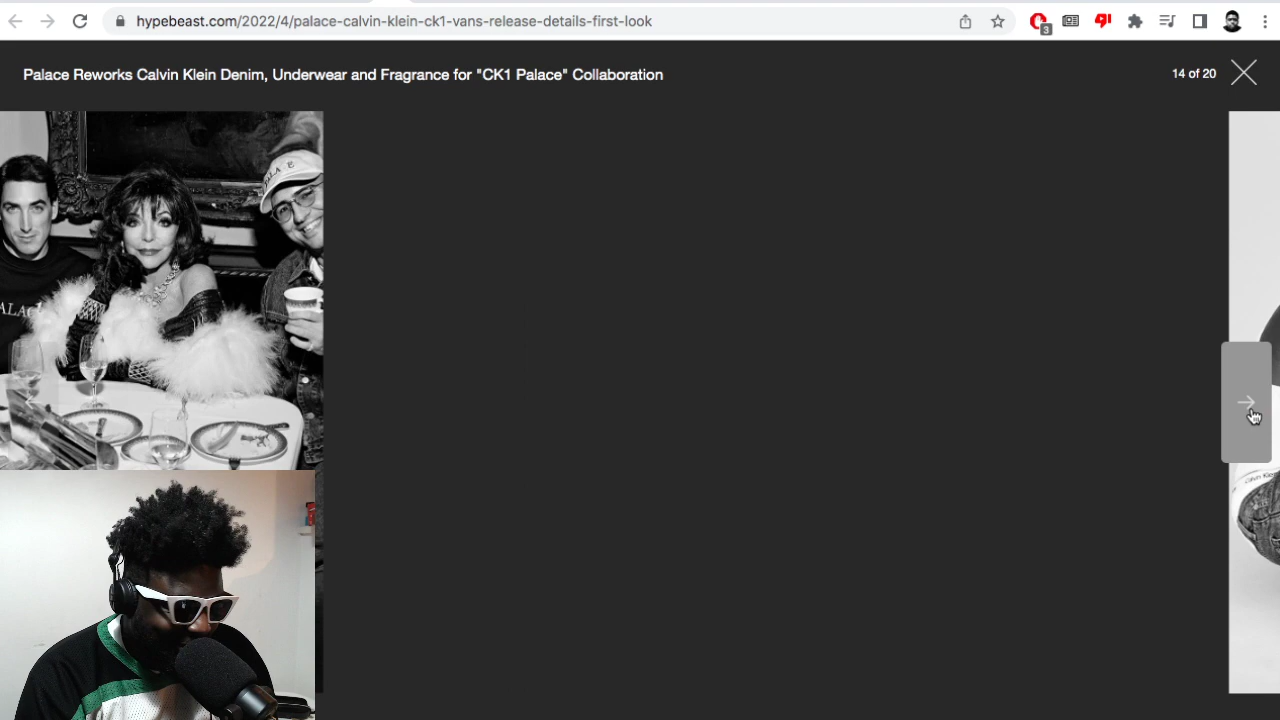 hypebeast.com/2022/4/palace-calvin-klein-ck1-vans-release-details-first-look
3
Palace Reworks Calvin Klein Denim, Underwear and Fragrance for "CK1 Palace" Collaboration
14 of 20